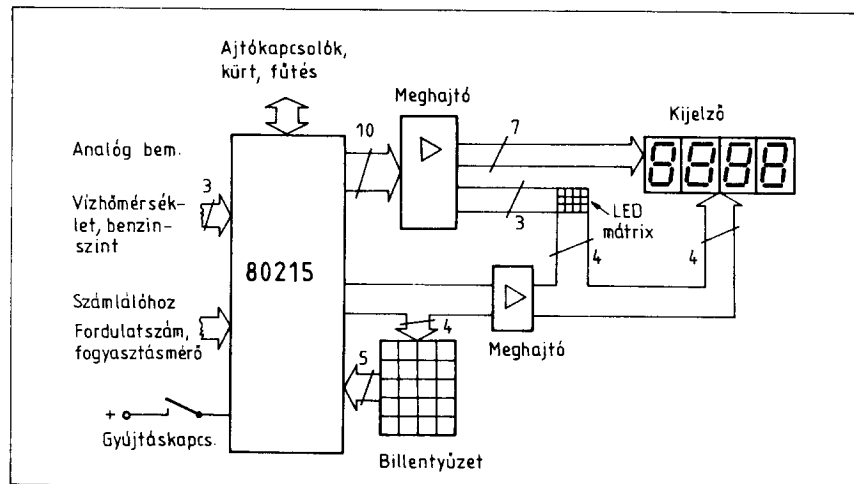 Ajtókapcsolók,
kürt, fűtés
Meghajtó
Kijelző
10
7
8888
Analóg bem.
3
Vízhőmérsék-
let, benzin-
szint
3
LED
mátrix
4
4
80215
Számlálóhoz
Fordulatszám,
fogyasztásmérő
4
Meghajtó
5
+
Gyújtáskapcs.
Billentyűzet